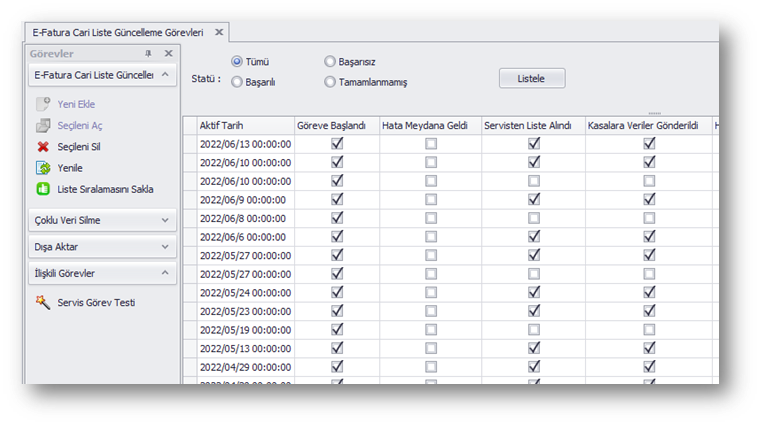 E-Fatura Cari Liste Güncelleme Görevleri
Görevler
E-Fatura Cari Liste Günceller
Yeni Ekle
Seçileni Aç
Seçileni Sil
Yenile
Liste Sıralamasını Sakla
Çoklu Veri Silme
Dışa Aktar
İlişkili Görevler
Servis Görev Testi
Statü :
Tümü
Başarısız
Başarılı
Tamamlanmamış
Listele
Aktif Tarih Göreve Başlandı Hata Meydana Geldi Servisten Liste Alındı Kasalara Veriler Gönderildi H
2022/06/13 00:00:00
2022/06/10 00:00:00
2022/06/10 00:00:00
2022/06/9 00:00:00
2022/06/8 00:00:00
2022/06/6 00:00:00
2022/05/27 00:00:00
2022/05/27 00:00:00
2022/05/24 00:00:00
2022/05/23 00:00:00
2022/05/19 00:00:00
2022/05/13 00:00:00
2022/04/29 00:00:00